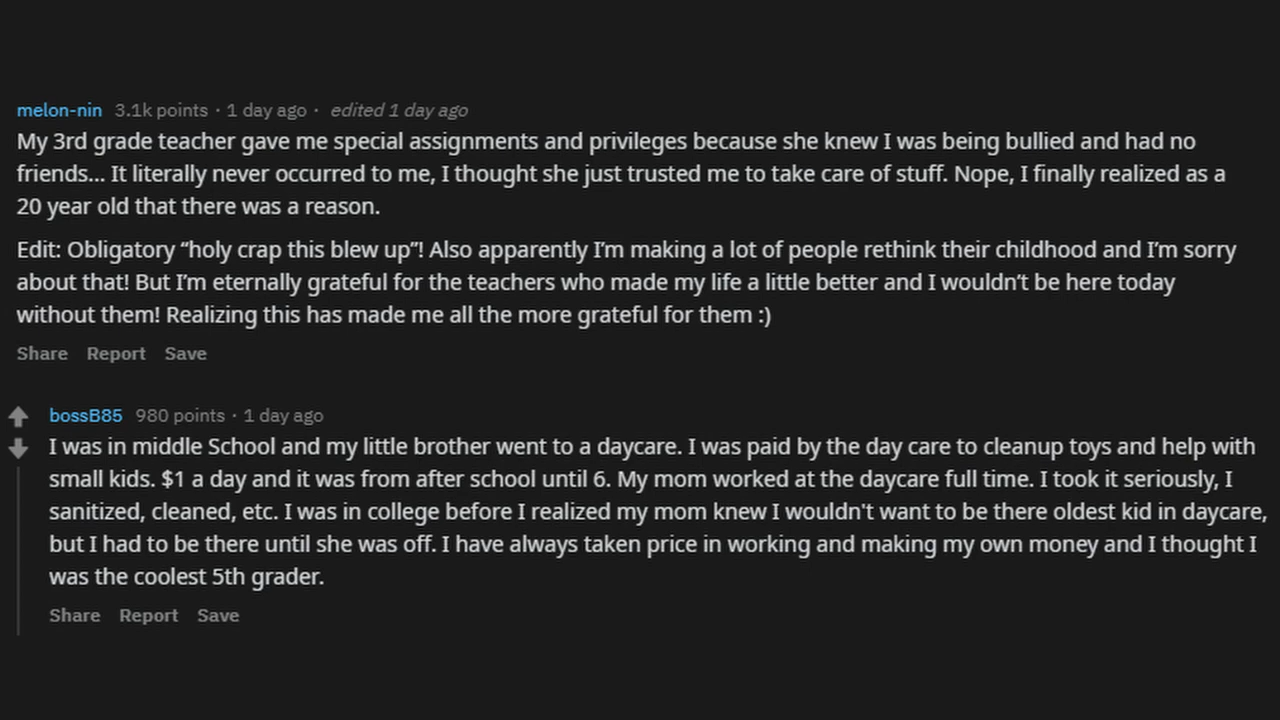 melon-nin 3.1k points · 1 day ago · edited 1 day ago
My 3rd grade teacher gave me special assignments and privileges because she knew I was being bullied and had no
friends... It literally never occurred to me, I thought she just trusted me to take care of stuff. Nope, I finally realized as a
20 year old that there was a reason.
Edit: Obligatory “holy crap this blew up”! Also apparently I’m making a lot of people rethink their childhood and I’m sorry
about that! But I’m eternally grateful for the teachers who made my life a little better and I wouldn’t be here today
without them! Realizing this has made me all the more grateful for them :)
Share Report Save
bossB85 980 points · 1 day ago
I was in middle School and my little brother went to a daycare. I was paid by the day care to cleanup toys and help with
small kids. $1 a day and it was from after school until 6. My mom worked at the daycare full time. I took it seriously, I
sanitized, cleaned, etc. I was in college before I realized my mom knew I wouldn't want to be there oldest kid in daycare,
but I had to be there until she was off. I have always taken price in working and making my own money and I thought I
was the coolest 5th grader.
Share Report Save